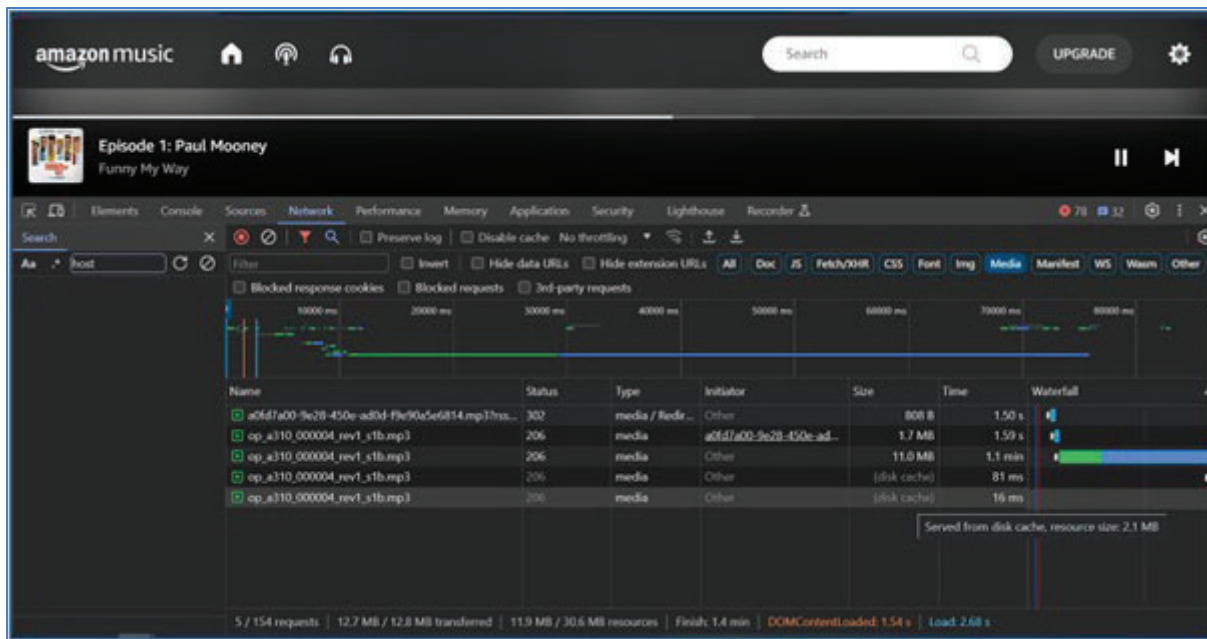 amazon music Search UPGRADE
Episode 1: Paul Mooney
Funny My Way
Elements Console Sources Network Performance Memory Application Security Lighthouse Recorder 78 32
Search Preserve log Disable cache No throttling
Aa .* host Filter Invert Hide data URLs Hide extension URLs All Doc JS Fetch/XHR CSS Font Img Media Manifest WS Wasm Other
Blocked response cookies Blocked requests 3rd-party requests
10000 ms 20000 ms 30000 ms 40000 ms 50000 ms 60000 ms 70000 ms 80000 ms
Name Status Type Initiator Size Time Waterfall
a0fd7a00-9e28-450e-ad0d-f9e90a5e6814.mp3?rss... 302 media / Redir... Other 808 B 1.50 s
op_a310_000004_rev1_s1b.mp3 206 media a0fd7a00-9e28-450e-ad... 1.7 MB 1.59 s
op_a310_000004_rev1_s1b.mp3 206 media Other 11.0 MB 1.1 min
op_a310_000004_rev1_s1b.mp3 206 media Other (disk cache) 81 ms
op_a310_000004_rev1_s1b.mp3 206 media Other (disk cache) 16 ms
Served from disk cache, resource size: 2.1 MB
5 / 154 requests 12.7 MB / 12.8 MB transferred 11.9 MB / 30.6 MB resources Finish: 1.4 min DOMContentLoaded: 1.54 s Load: 2.68 s